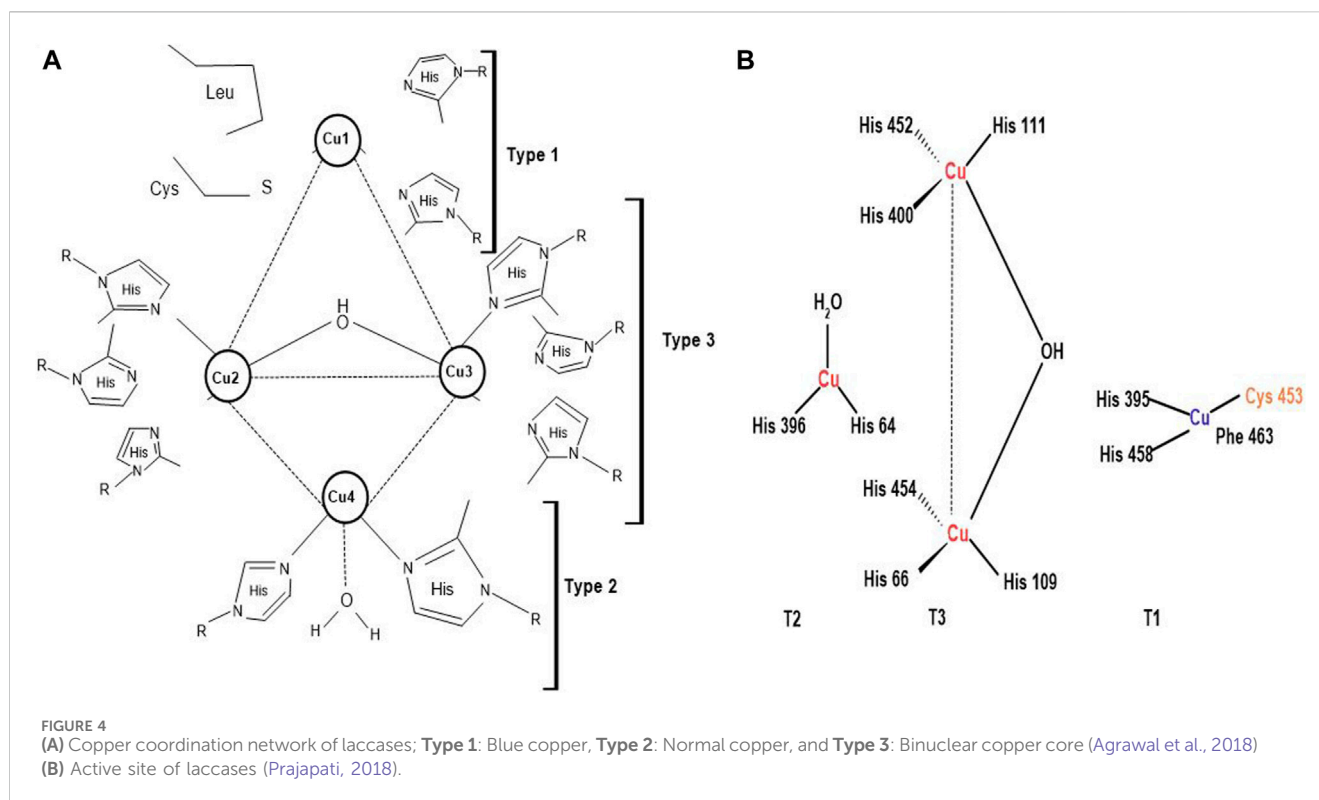 A
Leu
Cu1
N
His
N
R
Type 1
Cys
S
N
His
N
R
R
N
His
N
H
O
N
R
His
N
Type 3
R
N
His
N
Cu2
Cu3
R
N
His
N
N
His
N
R
N
His
N
R
Cu4
N
His
N
R
O
H
H
N
His
N
R
Type 2
B
His 452
His 111
Cu
His 400
H2O
Cu
His 396
His 64
OH
His 395
Cys 453
Cu
Phe 463
His 458
His 454
Cu
His 66
His 109
T2
T3
T1
FIGURE 4
(A) Copper coordination network of laccases; Type 1: Blue copper, Type 2: Normal copper, and Type 3: Binuclear copper core (Agrawal et al., 2018)
(B) Active site of laccases (Prajapati, 2018).